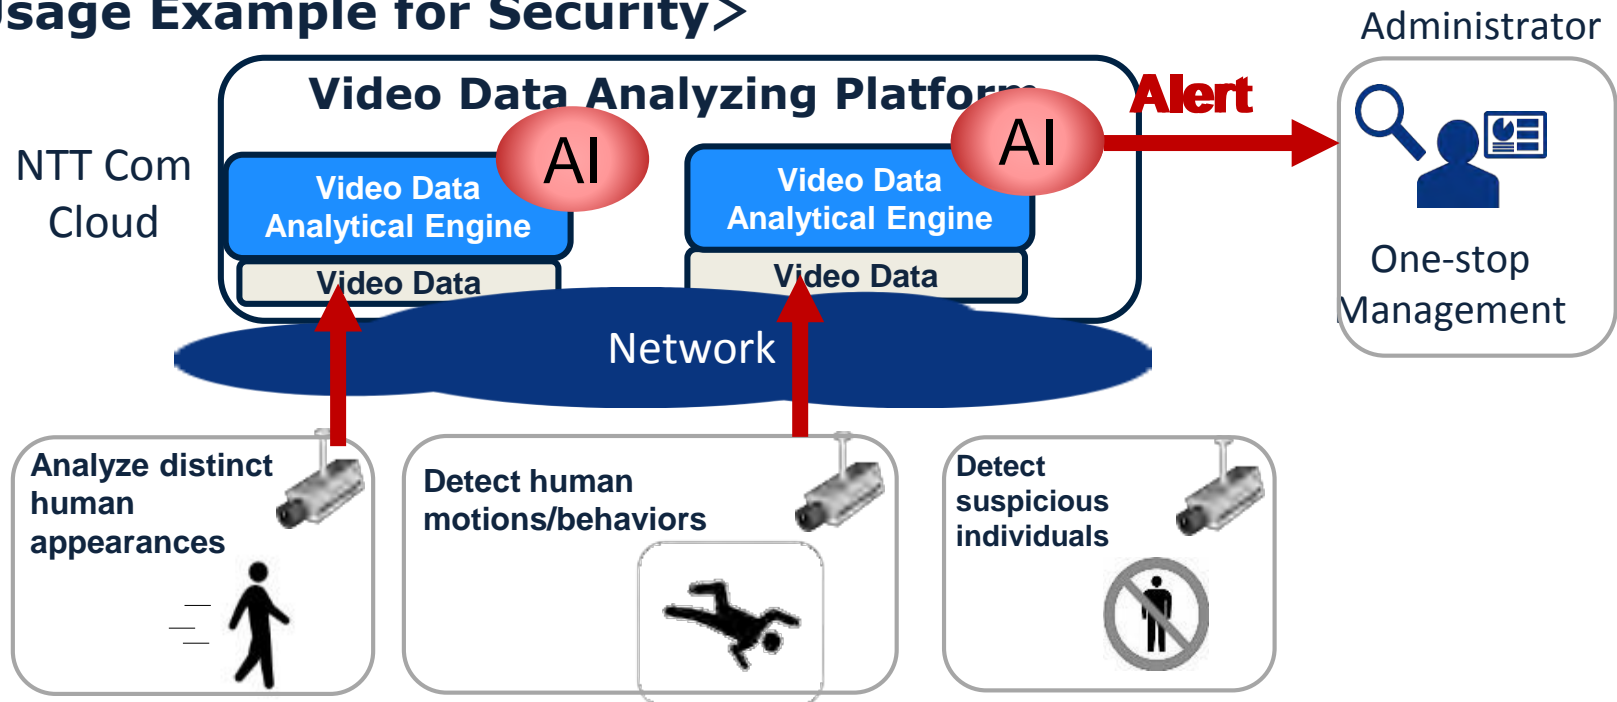 sage Example for Security>
Administrator
Video Data Analyzing Platform
Alert
AI
AI
NTT Com
Cloud
Video Data
Analytical Engine
Video Data
Analytical Engine
Video Data
Video Data
One-stop
Management
Network
Analyze distinct
human
appearances
Detect human
motions/behaviors
Detect
suspicious
individuals